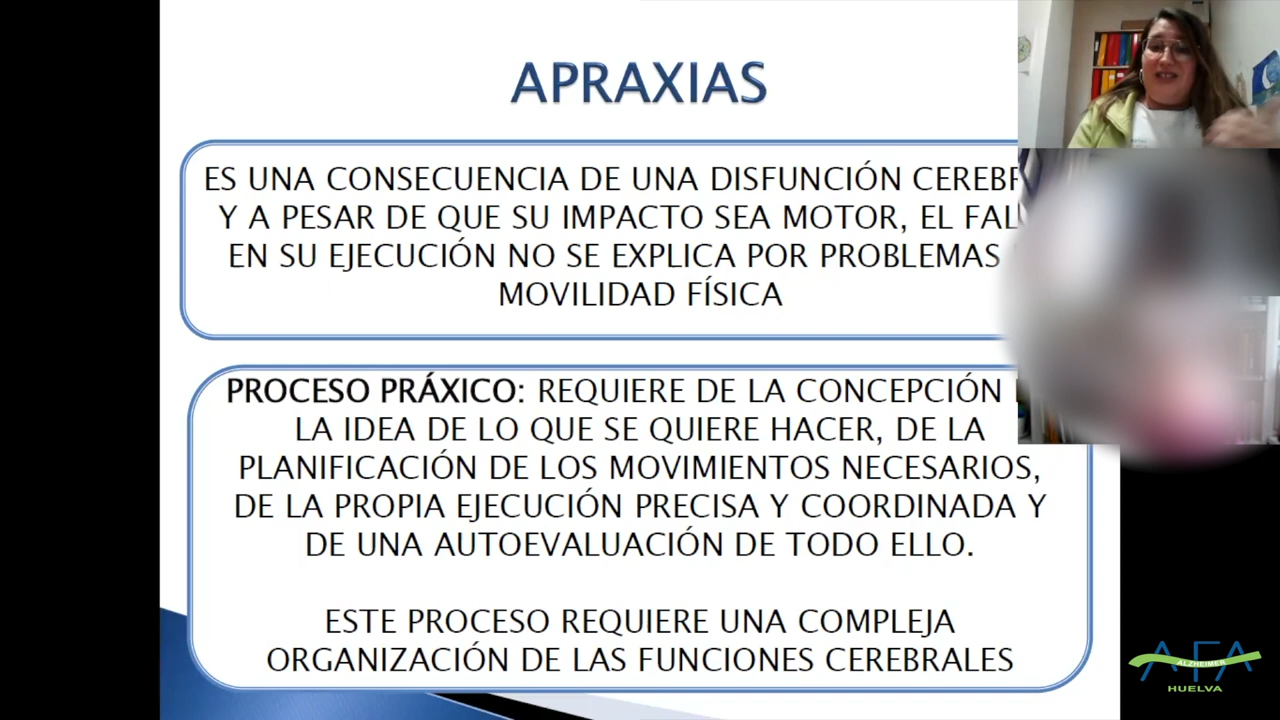 APRAXIAS
ES UNA CONSECUENCIA DE UNA DISFUNCIÓN
Y A PESAR DE QUE SU IMPACTO SEA MOTOR, EL
EN SU EJECUCIÓN NO SE EXPLICA POR PROBLEMAS
MOVILIDAD FÍSICA
PROCESO PRÁXICO: REQUIERE DE LA CONCEPCIÓN
LA IDEA DE LO QUE SE QUIERE HACER, DE LA
PLANIFICACIÓN DE LOS MOVIMIENTOS NECESARIOS,
DE LA PROPIA EJECUCIÓN PRECISA Y COORDINADA Y
DE UNA AUTOEVALUACIÓN DE TODO ELLO.
ESTE PROCESO REQUIERE UNA COMPLEJA
ORGANIZACIÓN DE LAS FUNCIONES CEREBRALES
AFA
ALZHEIMER
HUELVA